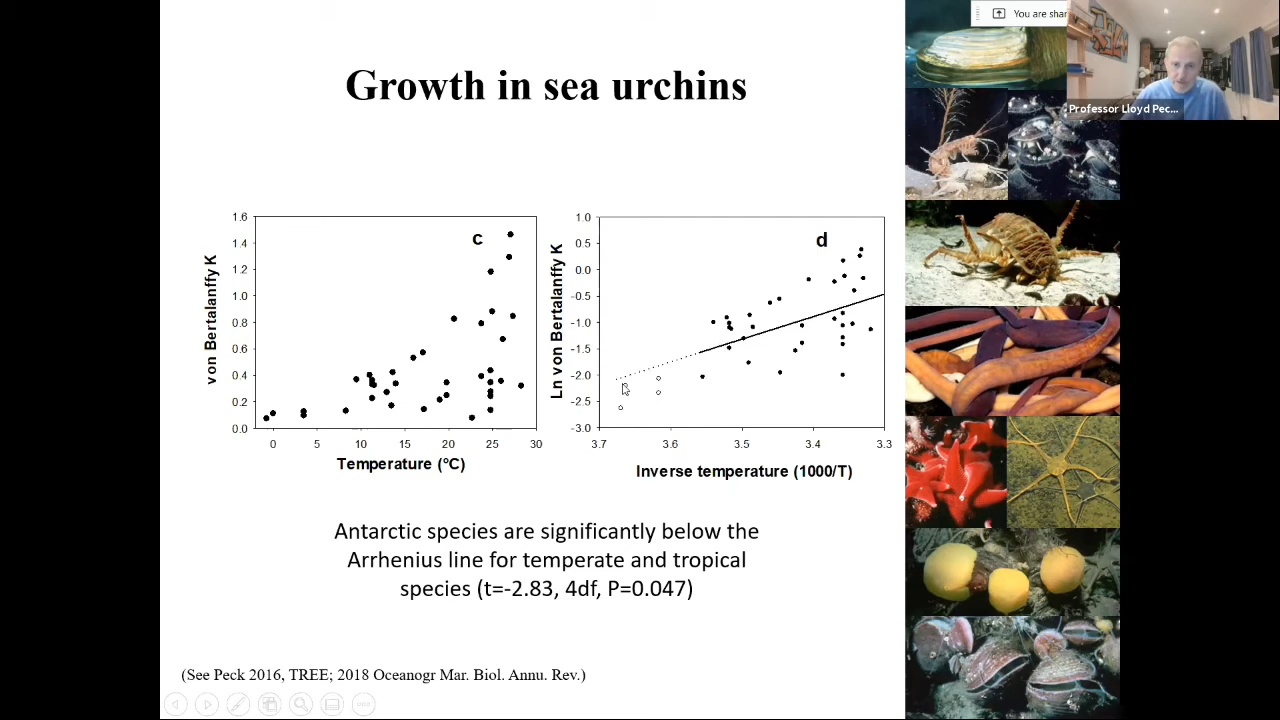 You are shar
Professor Lloyd Pec...
Growth in sea urchins
von Bertalanffy K
1.6
1.4
1.2
1.0
0.8
0.6
0.4
0.2
0.0
c
0 5 10 15 20 25 30
Temperature (°C)
Ln von Bertalanffy K
1.0
0.5
0.0
-0.5
-1.0
-1.5
-2.0
-2.5
-3.0
d
3.7 3.6 3.5 3.4 3.3
Inverse temperature (1000/T)
Antarctic species are significantly below the
Arrhenius line for temperate and tropical
species (t=-2.83, 4df, P=0.047)
(See Peck 2016, TREE; 2018 Oceanogr Mar. Biol. Annu. Rev.)